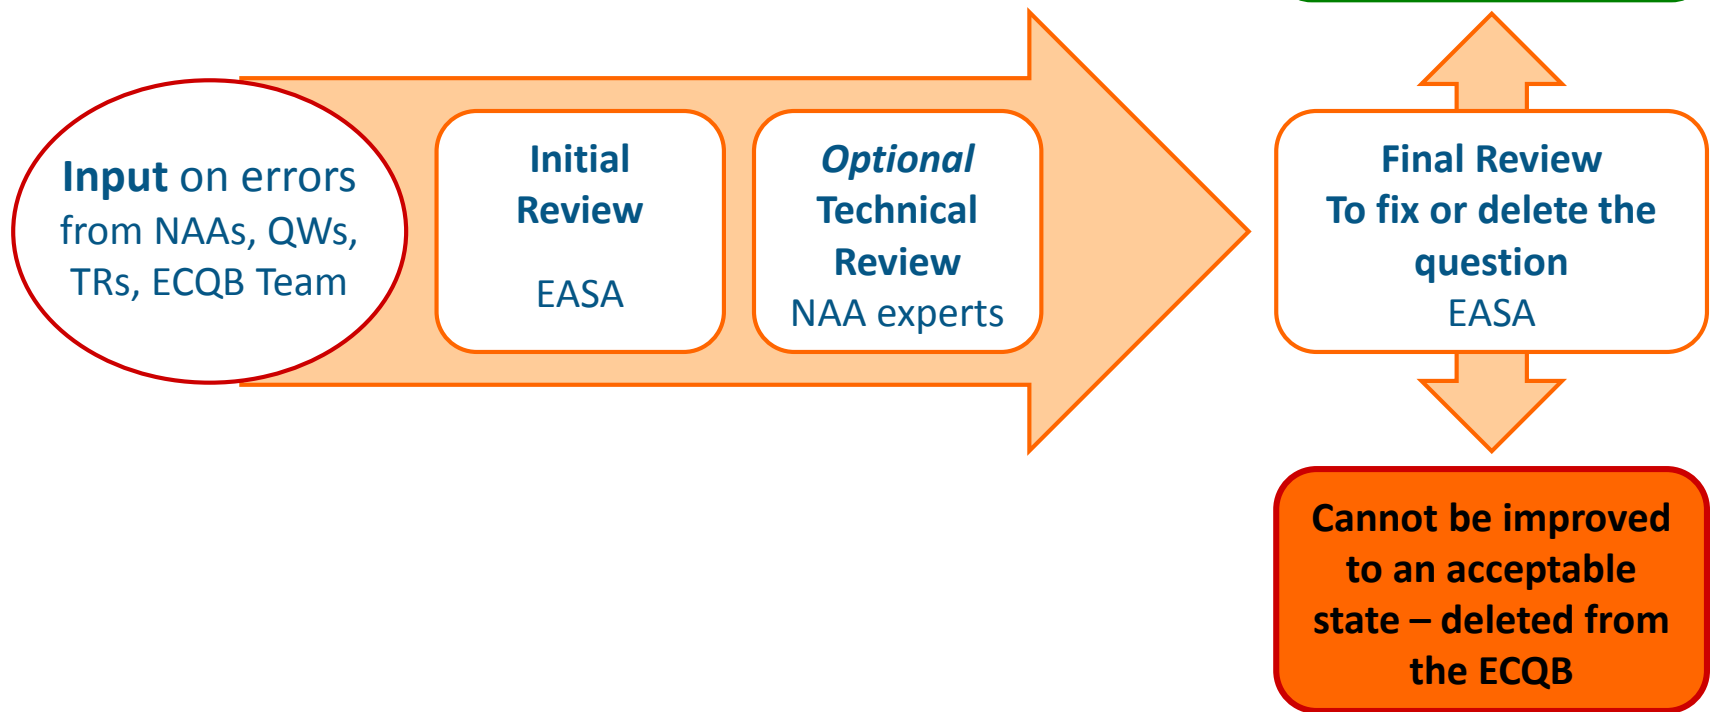 Input on errors
from NAAs, QWs,
TRs, ECQB Team
Initial
Review
EASA
Optional
Technical
Review
NAA experts
Final Review
To fix or delete the
question
EASA
Cannot be improved
to an acceptable
state – deleted from
the ECQB